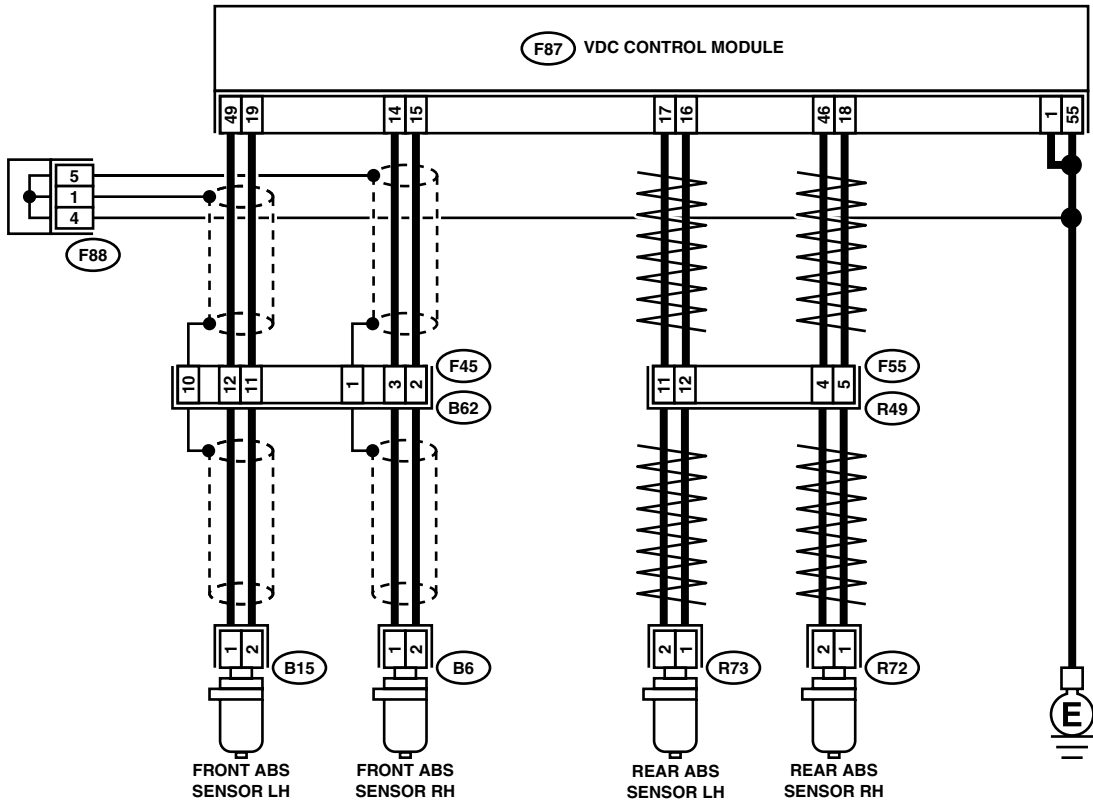 F87 VDC CONTROL MODULE
49 19 14 15 17 16 46 18 1 55
5
1
4
F88
F45
F55
10 12 11 1 3 2 11 12 4 5
B62
R49
1 2 B15 1 2 B6 2 1 R73 2 1 R72
E
FRONT ABS
SENSOR LH
FRONT ABS
SENSOR RH
REAR ABS
SENSOR LH
REAR ABS
SENSOR RH